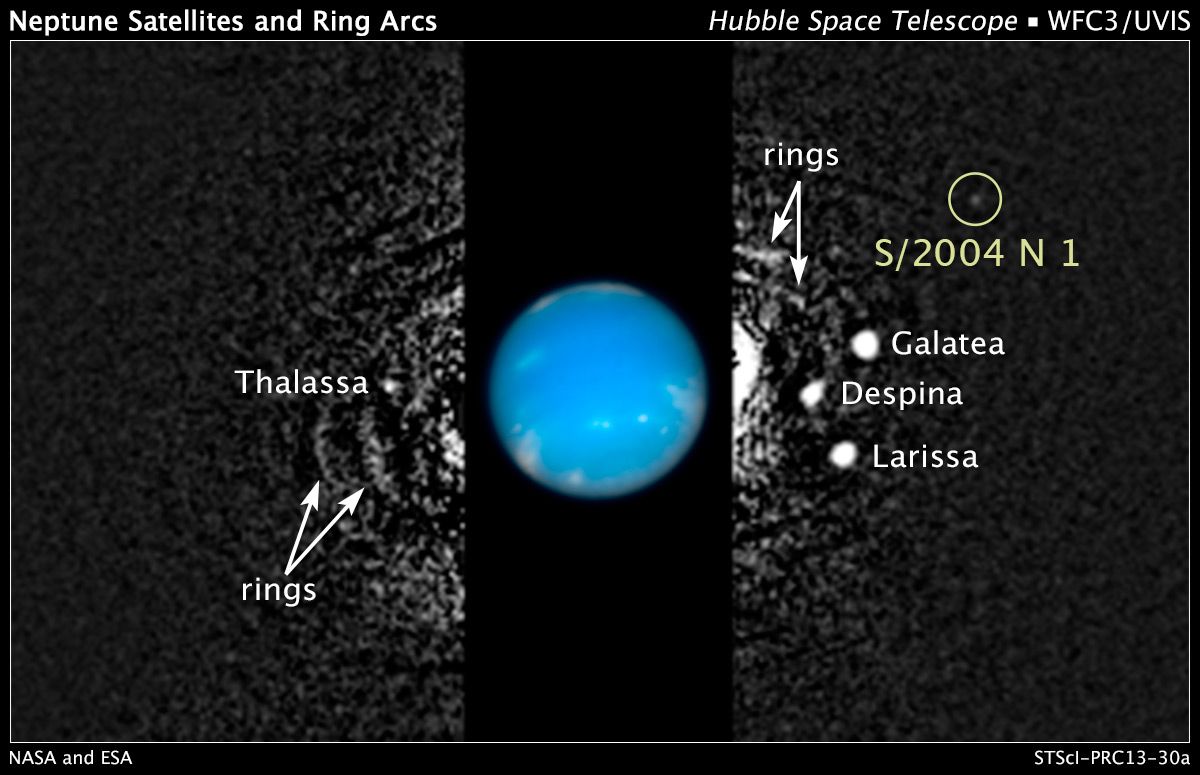 Neptune Satellites and Ring Arcs
Hubble Space Telescope ▪ WFC3/UVIS
rings
S/2004 N 1
Galatea
Thalassa
Despina
Larissa
rings
NASA and ESA
STScI-PRC13-30a